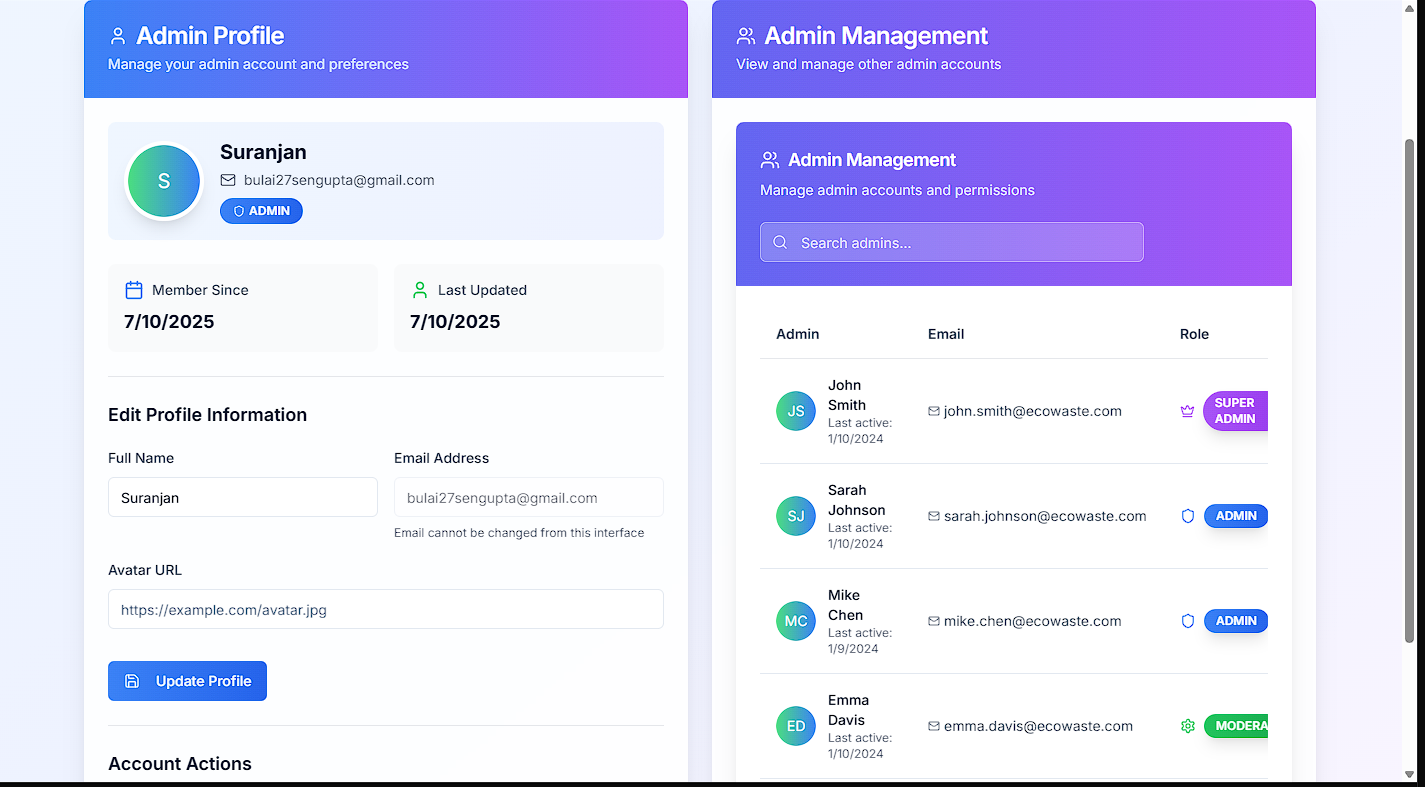 Admin Profile
Manage your admin account and preferences
S
Suranjan
bulai27sengupta@gmail.com
ADMIN
Member Since
7/10/2025
Last Updated
7/10/2025
Edit Profile Information
Full Name
Suranjan
Email Address
bulai27sengupta@gmail.com
Email cannot be changed from this interface
Avatar URL
https://example.com/avatar.jpg
Update Profile
Account Actions
Admin Management
View and manage other admin accounts
Admin Management
Manage admin accounts and permissions
Search admins...
Admin Email Role
JS
John
Smith
Last active:
1/10/2024
john.smith@ecowaste.com
SUPER
ADMIN
SJ
Sarah
Johnson
Last active:
1/10/2024
sarah.johnson@ecowaste.com
ADMIN
MC
Mike
Chen
Last active:
1/9/2024
mike.chen@ecowaste.com
ADMIN
ED
Emma
Davis
Last active:
1/10/2024
emma.davis@ecowaste.com
MODERA